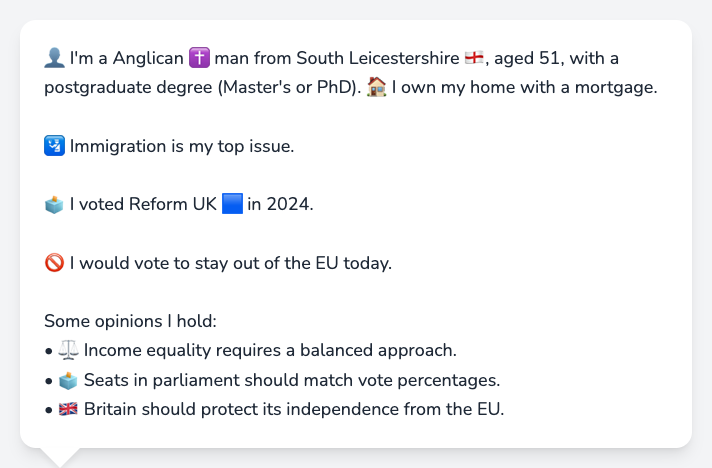 👤 I'm a Anglican ✝️ man from South Leicestershire 🏴󠁧󠁢󠁥󠁮󠁧󠁿, aged 51, with a
postgraduate degree (Master's or PhD). 🏠 I own my home with a mortgage.
🛂 Immigration is my top issue.
🗳️ I voted Reform UK 🟦 in 2024.
🚫 I would vote to stay out of the EU today.
Some opinions I hold:
• ⚖️ Income equality requires a balanced approach.
• 🗳️ Seats in parliament should match vote percentages.
• 🇬🇧 Britain should protect its independence from the EU.